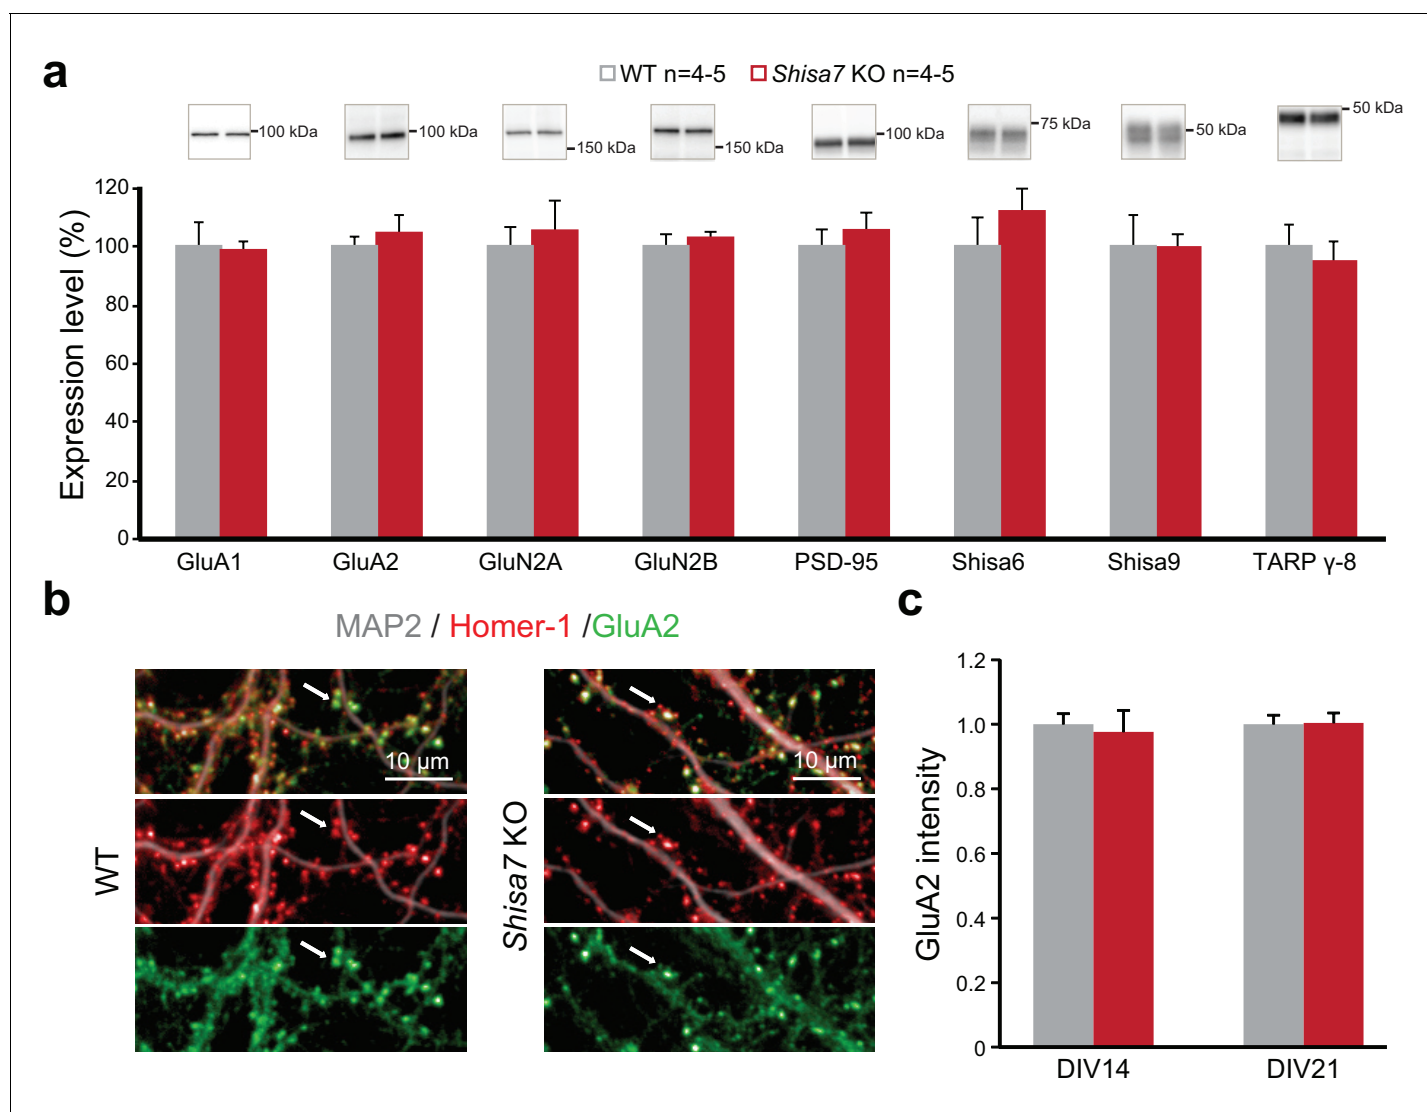 a
WT n=4-5 Shisa7 KO n=4-5
100 kDa 100 kDa 150 kDa 150 kDa 100 kDa 75 kDa 50 kDa 50 kDa
Expression level (%)
120
100
80
60
40
20
0
GluA1 GluA2 GluN2A GluN2B PSD-95 Shisa6 Shisa9 TARP γ-8
b
MAP2 / Homer-1 /GluA2
WT
10 µm
Shisa7 KO
10 µm
c
GluA2 intensity
1.2
1.0
0.8
0.6
0.4
0.2
0
DIV14 DIV21